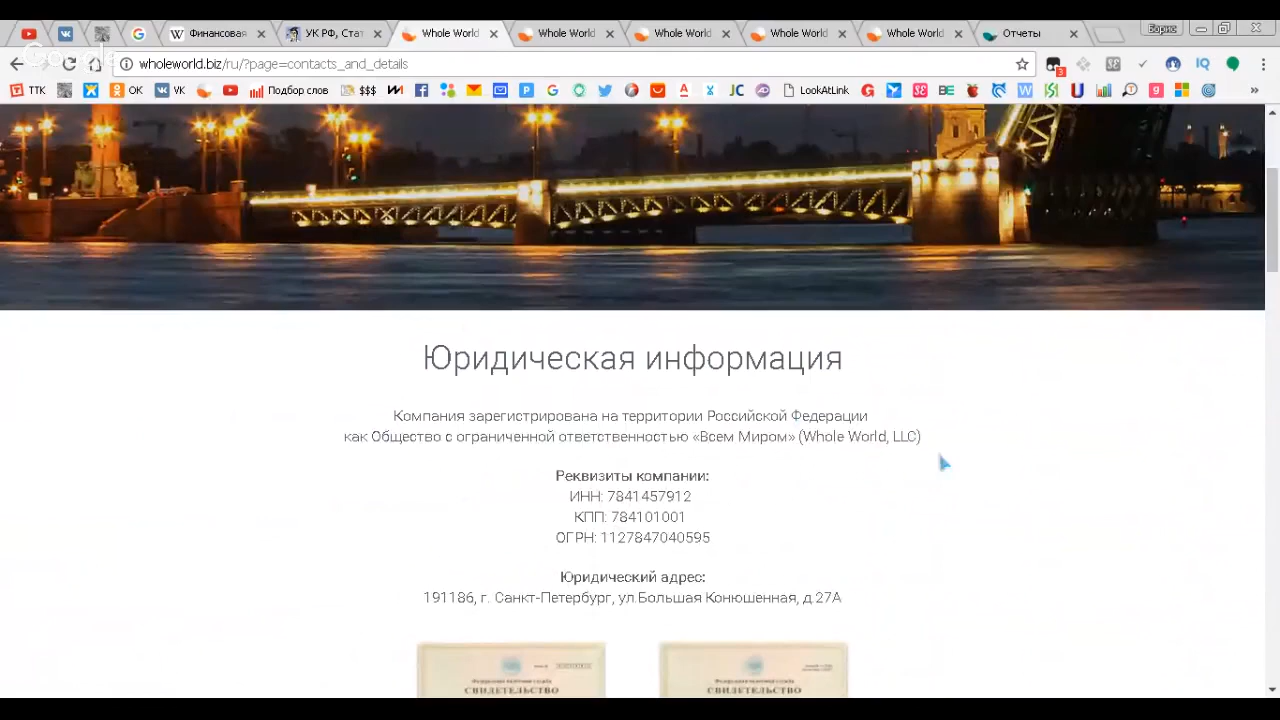 Финансовая
УК РФ, Стат
Whole World
Whole World
Whole World
Whole World
Whole World
Отчеты
Борис
wholeworld.biz/ru/?page=contacts_and_details
3
ТТК
ОК
VK
Подбор слов
$$$
LookAtLink
Юридическая информация
Компания зарегистрирована на территории Российской Федерации
как Общество с ограниченной ответственностью «Всем Миром» (Whole World, LLC)
Реквизиты компании:
ИНН: 7841457912
КПП: 784101001
ОГРН: 1127847040595
Юридический адрес:
191186, г. Санкт-Петербург, ул.Большая Конюшенная, д.27А
СВИДЕТЕЛЬСТВО
СВИДЕТЕЛЬСТВО